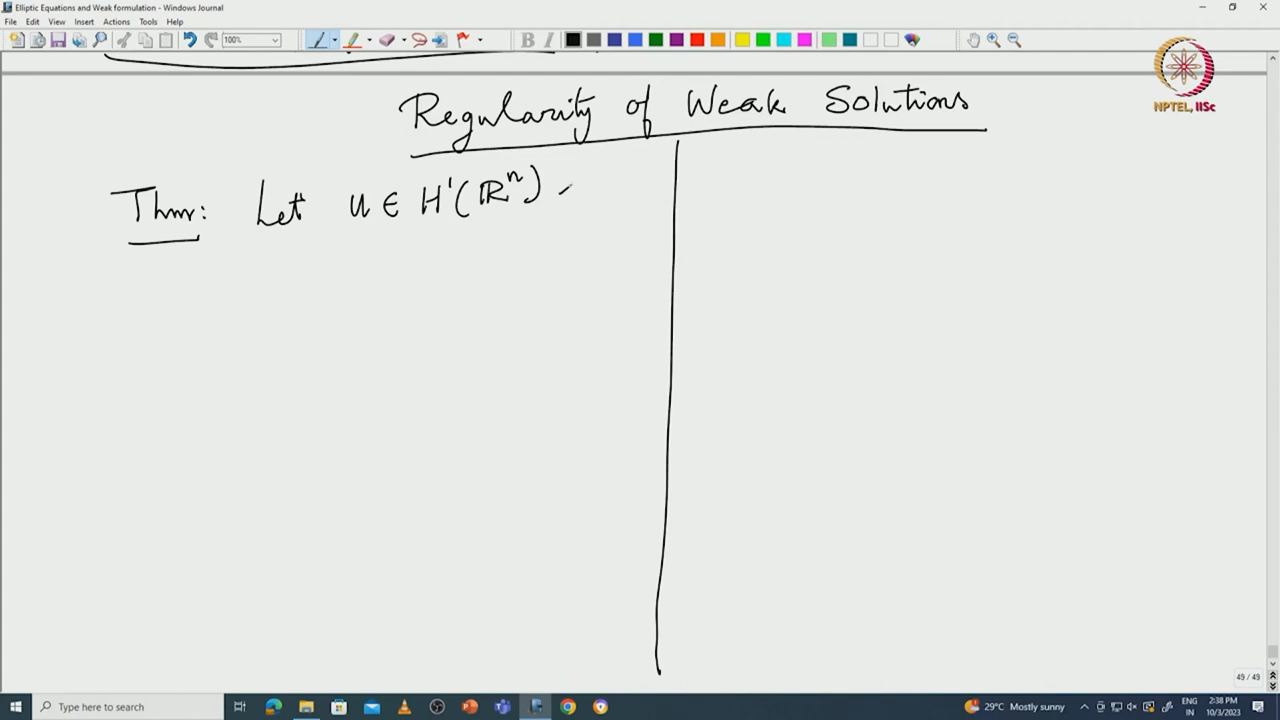 Elliptic Equations and Weak formulation - Windows Journal
File Edit View Insert Actions Tools Help
100%
B I
NPTEL, IISc
Regularity of Weak Solutions
Thm: Let u ∈ H¹(ℝⁿ)
49 / 49
Type here to search
29°C Mostly sunny
ENG
IN
2:38 PM
10/3/2023